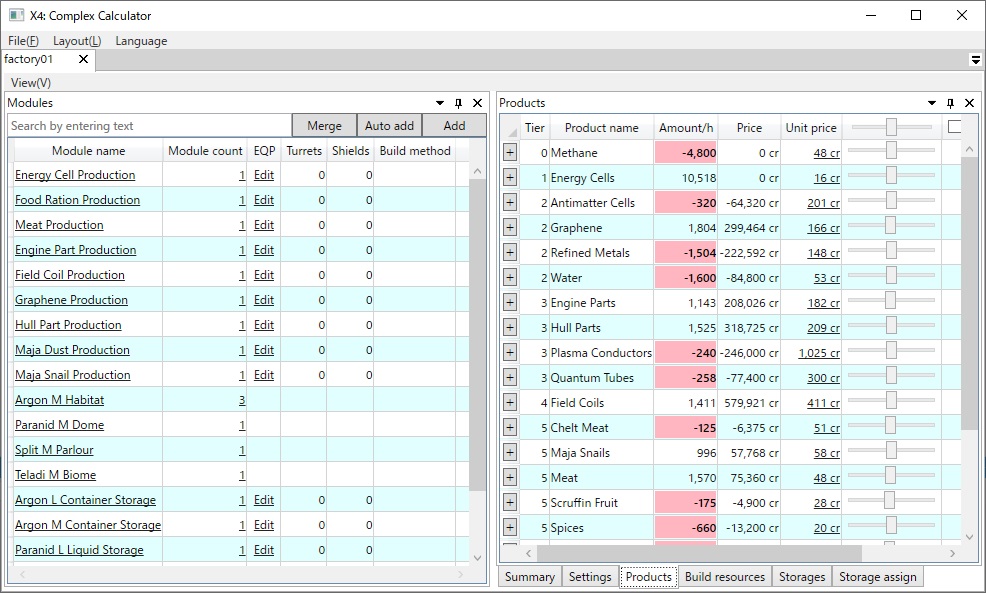 X4: Complex Calculator
File(F) Layout(L) Language
factory01
View(V)
Modules
Search by entering text Merge Auto add Add
Module name Module count EQP Turrets Shields Build method
Energy Cell Production 1 Edit 0 0
Food Ration Production 1 Edit 0 0
Meat Production 1 Edit 0 0
Engine Part Production 1 Edit 0 0
Field Coil Production 1 Edit 0 0
Graphene Production 1 Edit 0 0
Hull Part Production 1 Edit 0 0
Maja Dust Production 1 Edit 0 0
Maja Snail Production 1 Edit 0 0
Argon M Habitat 3
Paranid M Dome 1
Split M Parlour 1
Teladi M Biome 1
Argon L Container Storage 1 Edit 0 0
Argon M Container Storage 1 Edit 0 0
Paranid L Liquid Storage 1 Edit 0 0
Products
Tier Product name Amount/h Price Unit price
+ 0 Methane -4,800 0 cr 48 cr
+ 1 Energy Cells 10,518 0 cr 16 cr
+ 2 Antimatter Cells -320 -64,320 cr 201 cr
+ 2 Graphene 1,804 299,464 cr 166 cr
+ 2 Refined Metals -1,504 -222,592 cr 148 cr
+ 2 Water -1,600 -84,800 cr 53 cr
+ 3 Engine Parts 1,143 208,026 cr 182 cr
+ 3 Hull Parts 1,525 318,725 cr 209 cr
+ 3 Plasma Conductors -240 -246,000 cr 1,025 cr
+ 3 Quantum Tubes -258 -77,400 cr 300 cr
+ 4 Field Coils 1,411 579,921 cr 411 cr
+ 5 Chelt Meat -125 -6,375 cr 51 cr
+ 5 Maja Snails 996 57,768 cr 58 cr
+ 5 Meat 1,570 75,360 cr 48 cr
+ 5 Scruffin Fruit -175 -4,900 cr 28 cr
+ 5 Spices -660 -13,200 cr 20 cr
Summary Settings Products Build resources Storages Storage assign